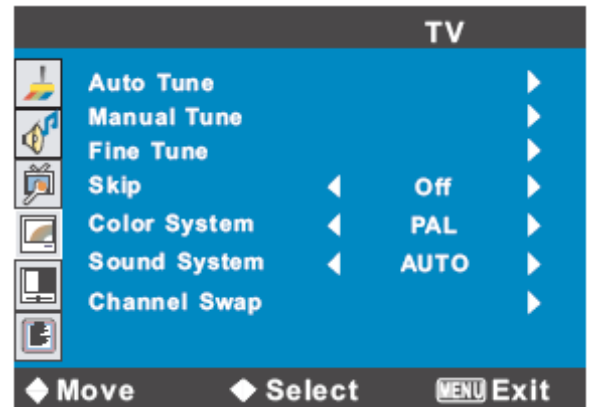 TV
Auto Tune
Manual Tune
Fine Tune
Skip Off
Color System PAL
Sound System AUTO
Channel Swap
Move Select MENU Exit